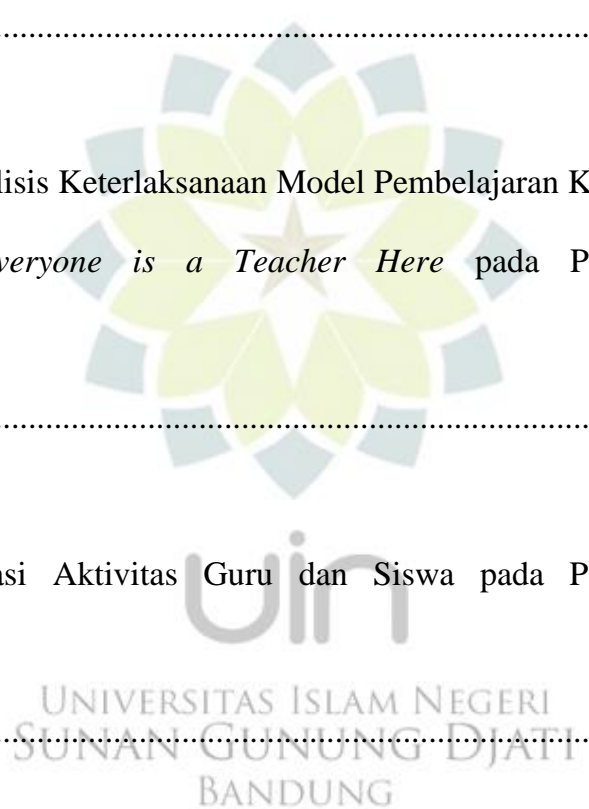 ....................................................................
lisis Keterlaksanaan Model Pembelajaran K
veryone is a Teacher Here pada P
....................................................................
asi Aktivitas Guru dan Siswa pada P
uin
UNIVERSITAS ISLAM NEGERI
....................................................................
SUNAN GUNUNG DJATI
BANDUNG